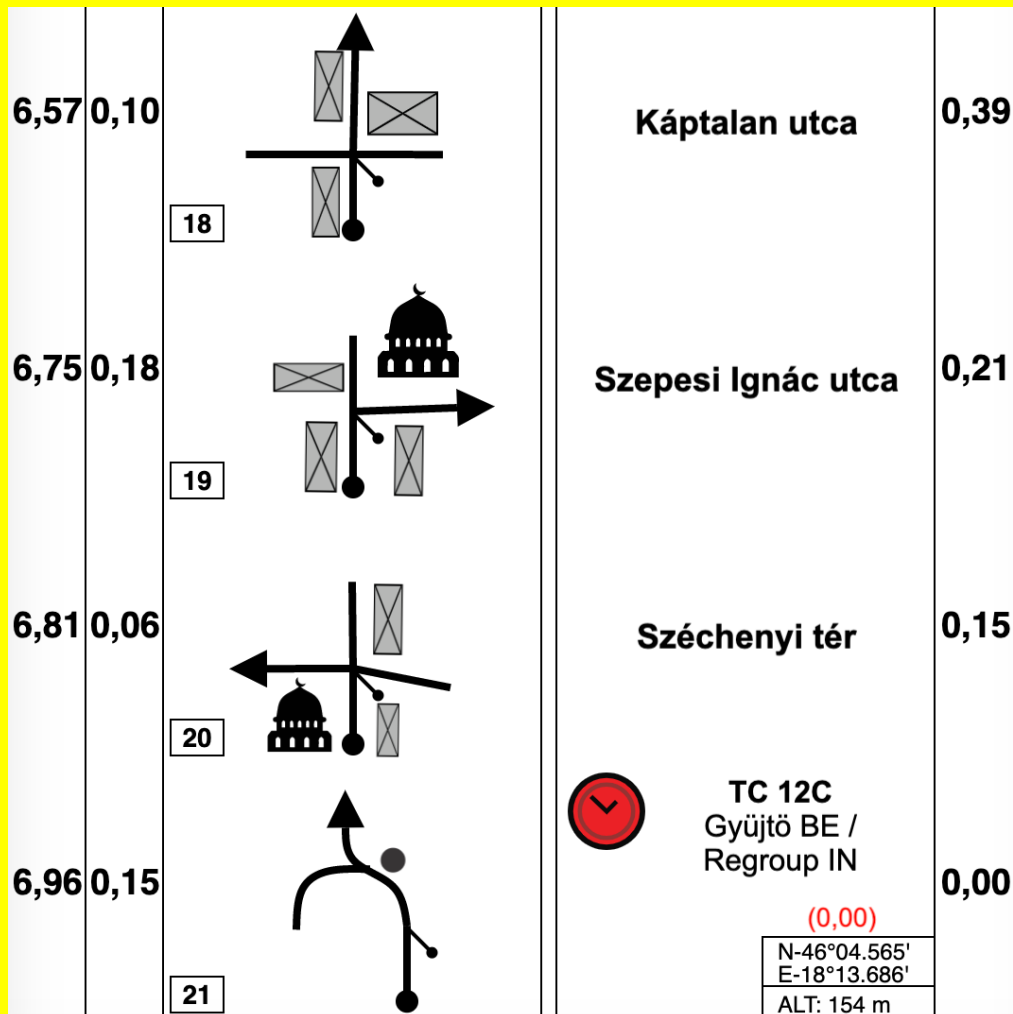 6,57 0,10 Káptalan utca 0,39
18
6,75 0,18 Szepesi Ignác utca 0,21
19
6,81 0,06 Széchenyi tér 0,15
20
TC 12C
Gyüjtö BE /
Regroup IN
6,96 0,15 0,00
(0,00)
N-46°04.565'
E-18°13.686'
21 ALT: 154 m